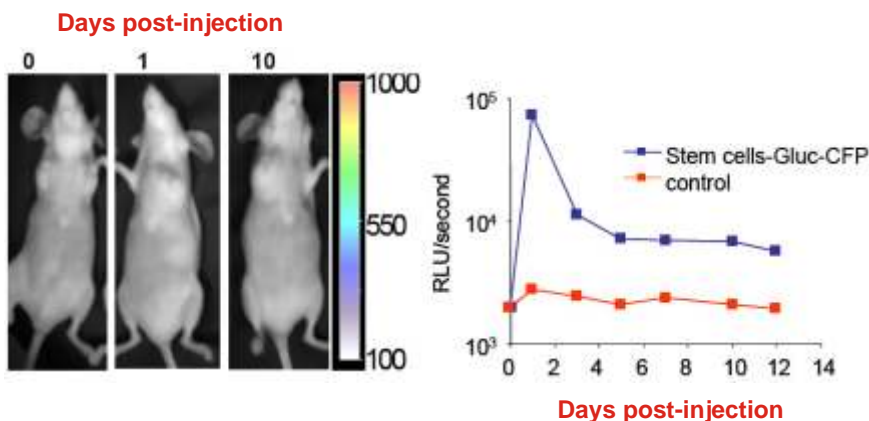 Days post-injection
0 1 10
1000
550
100
RLU/second
10⁵
10⁴
10³
Stem cells-Gluc-CFP
control
0 2 4 6 8 10 12 14
Days post-injection